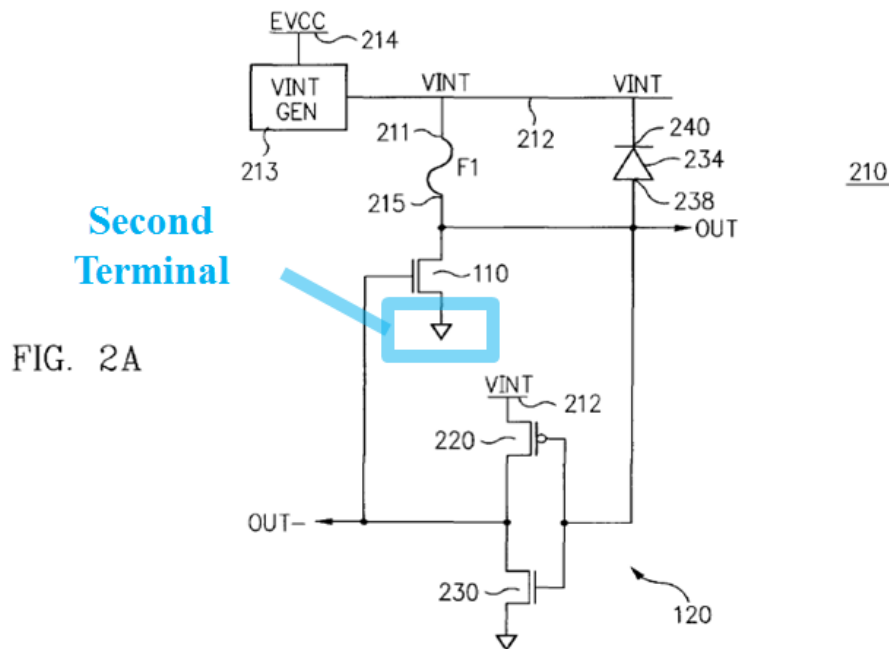 EVCC
214
VINT
GEN
213
VINT
VINT
212
211
F1
215
240
234
238
210
OUT
Second
Terminal
110
FIG. 2A
VINT
212
220
OUT-
230
120